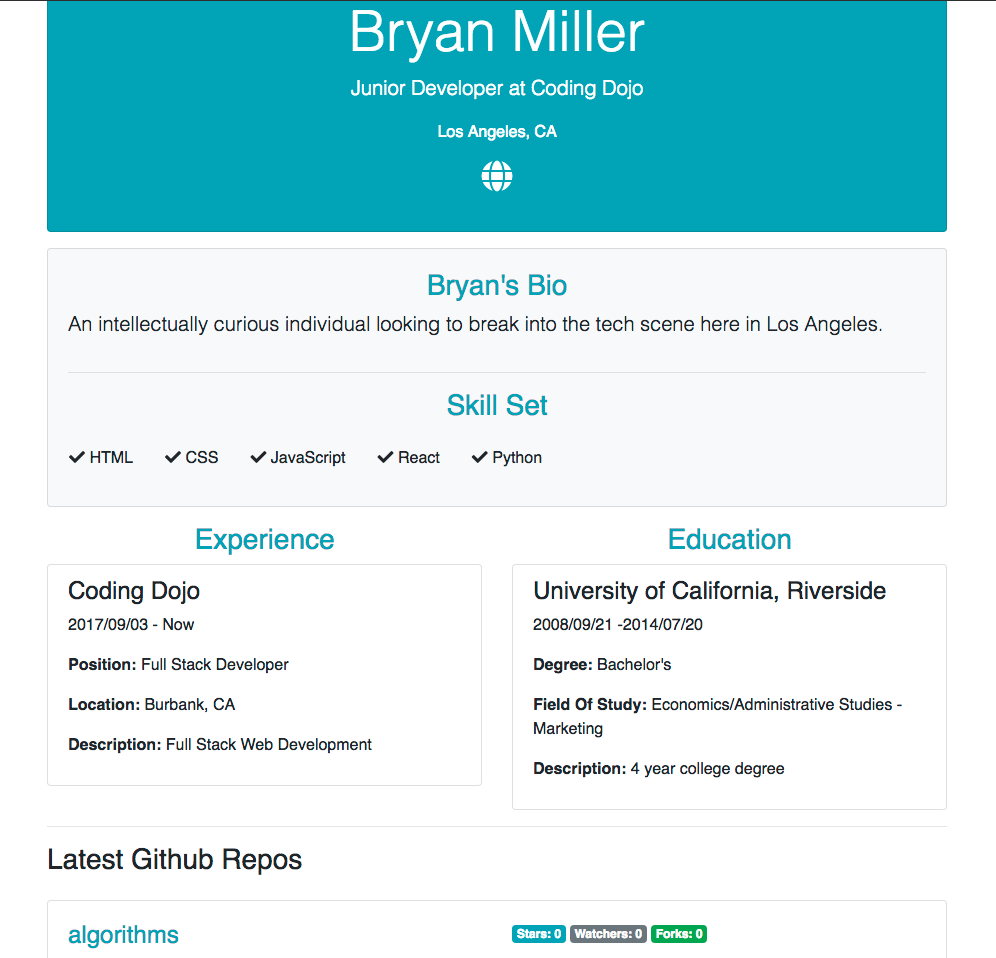 Bryan Miller
Junior Developer at Coding Dojo
Los Angeles, CA
Bryan's Bio
An intellectually curious individual looking to break into the tech scene here in Los Angeles.
Skill Set
HTML CSS JavaScript React Python
Experience
Coding Dojo
2017/09/03 - Now
Position: Full Stack Developer
Location: Burbank, CA
Description: Full Stack Web Development
Education
University of California, Riverside
2008/09/21 -2014/07/20
Degree: Bachelor's
Field Of Study: Economics/Administrative Studies -
Marketing
Description: 4 year college degree
Latest Github Repos
algorithms
Stars: 0 Watchers: 0 Forks: 0